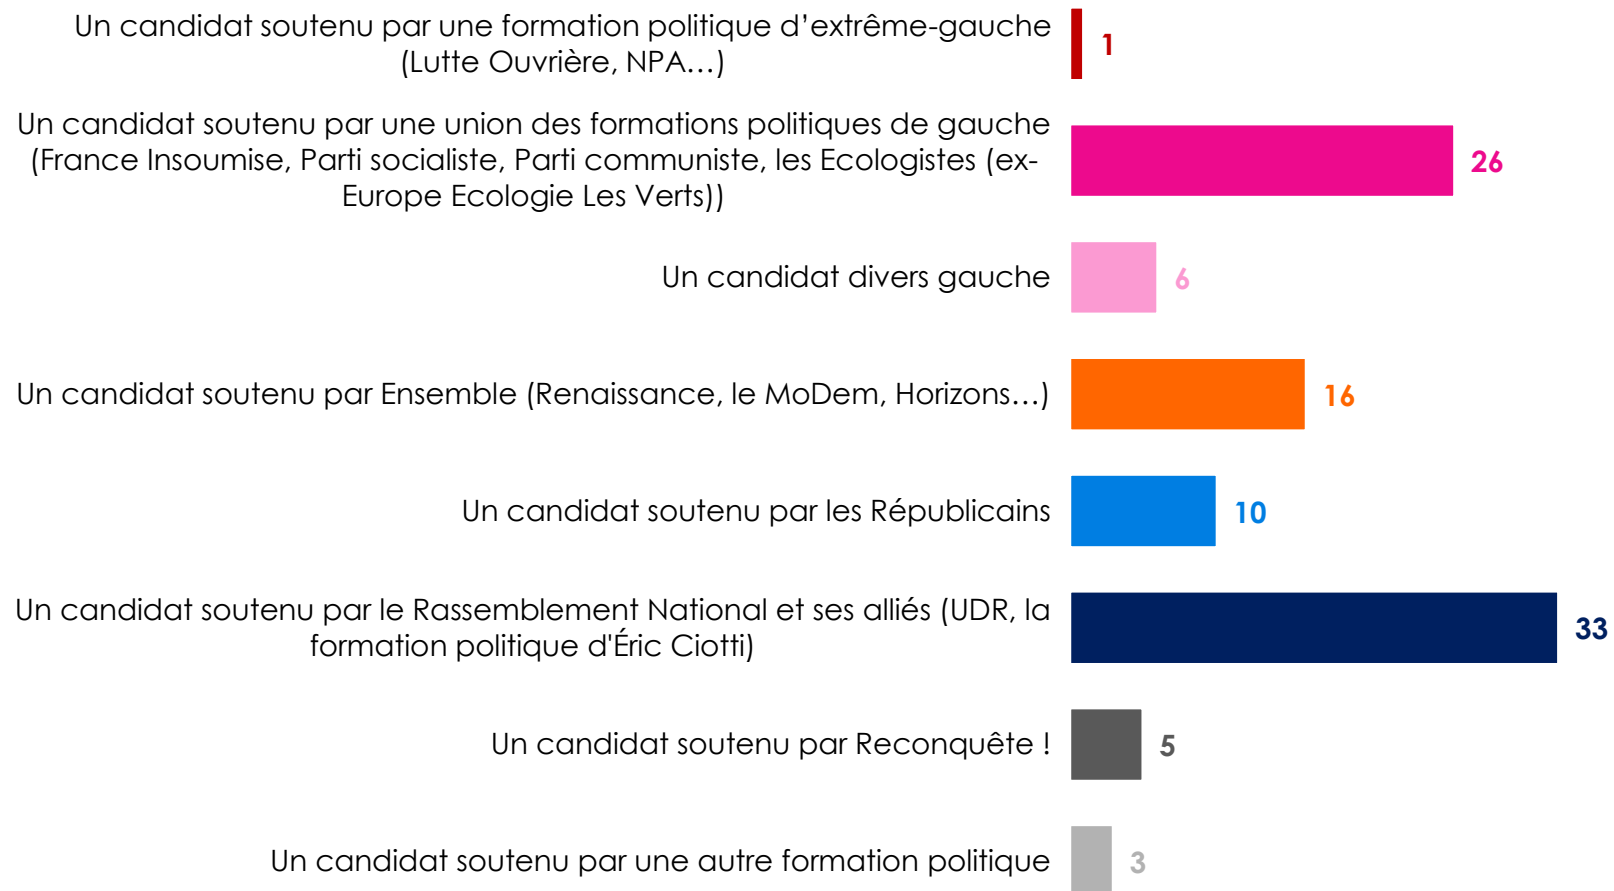 Un candidat soutenu par une formation politique d’extrême-gauche
(Lutte Ouvrière, NPA…)
1
Un candidat soutenu par une union des formations politiques de gauche
(France Insoumise, Parti socialiste, Parti communiste, les Ecologistes (ex-
Europe Ecologie Les Verts))
26
Un candidat divers gauche
6
Un candidat soutenu par Ensemble (Renaissance, le MoDem, Horizons…)
16
Un candidat soutenu par les Républicains
10
Un candidat soutenu par le Rassemblement National et ses alliés (UDR, la
formation politique d'Éric Ciotti)
33
Un candidat soutenu par Reconquête !
5
Un candidat soutenu par une autre formation politique
3